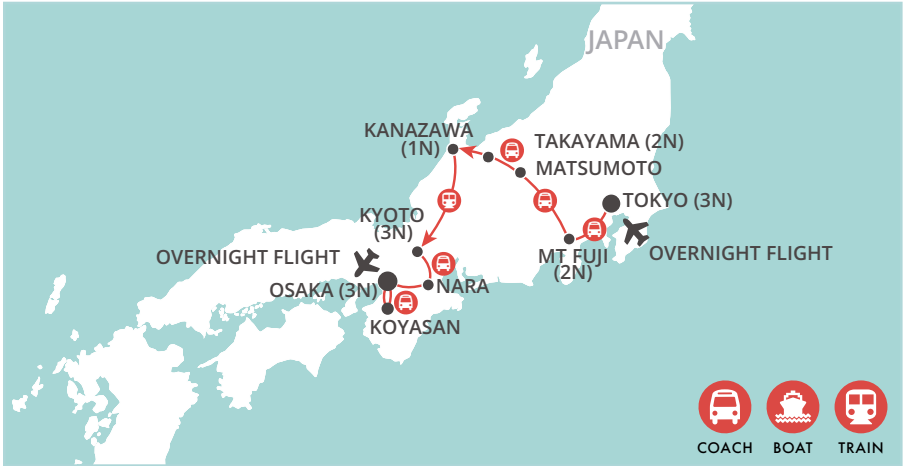 JAPAN
KANAZAWA
(1N)
TAKAYAMA (2N)
MATSUMOTO
TOKYO (3N)
KYOTO
(3N)
OVERNIGHT FLIGHT
MT FUJI
(2N)
OVERNIGHT FLIGHT
OSAKA (3N)
NARA
KOYASAN
COACH
BOAT
TRAIN